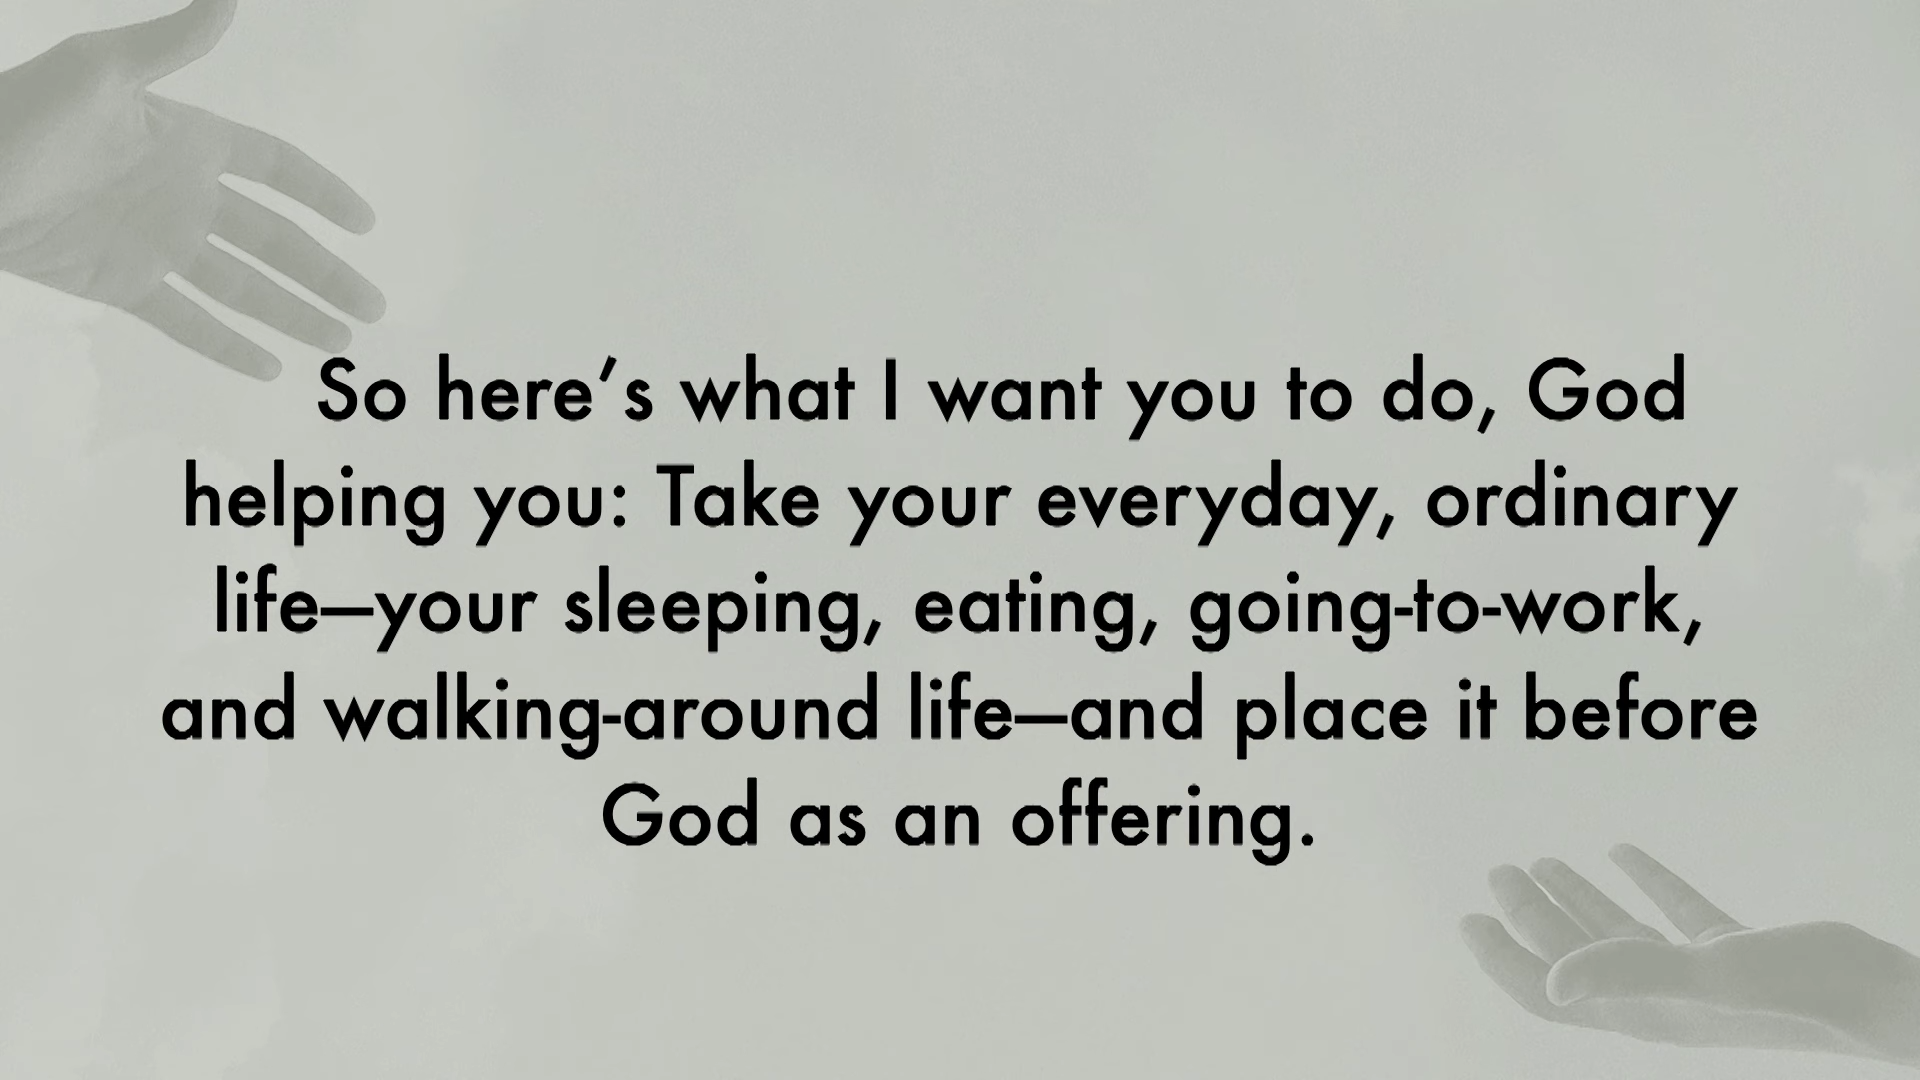 So here’s what I want you to do, God
helping you: Take your everyday, ordinary
life—your sleeping, eating, going-to-work,
and walking-around life—and place it before
God as an offering.